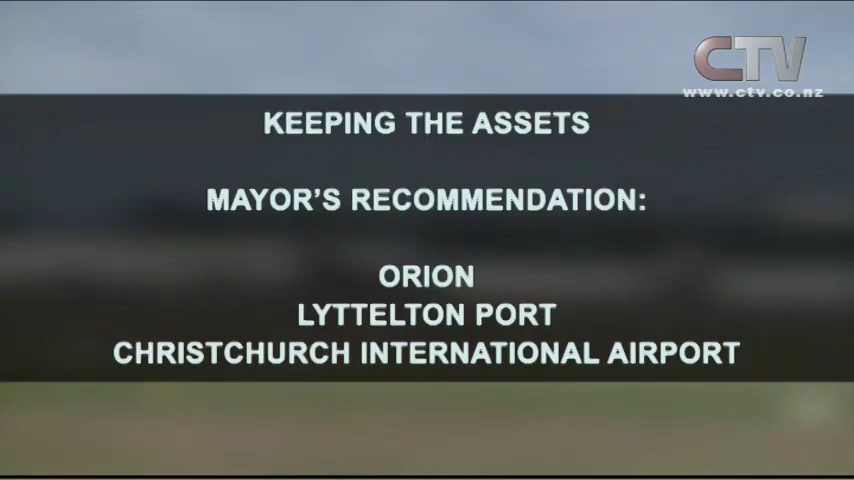 CTV
www.ctv.co.nz
KEEPING THE ASSETS
MAYOR'S RECOMMENDATION:
ORION
LYTTELTON PORT
CHRISTCHURCH INTERNATIONAL AIRPORT